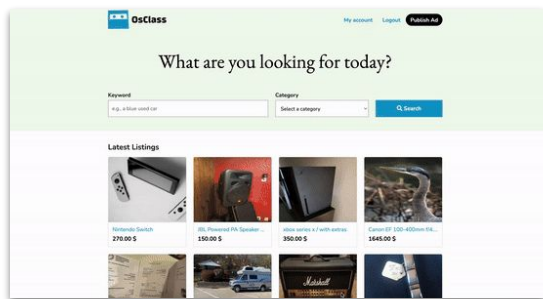 OsClass
My account Logout Publish Ad
What are you looking for today?
Keyword Category
e.g., a blue used car Select a category Search
Latest Listings
Nintendo Switch JBL Powered PA Speaker ... xbox series x / with extras Canon EF 100-400mm f/4...
270.00 $ 150.00 $ 350.00 $ 1645.00 $
Marshall